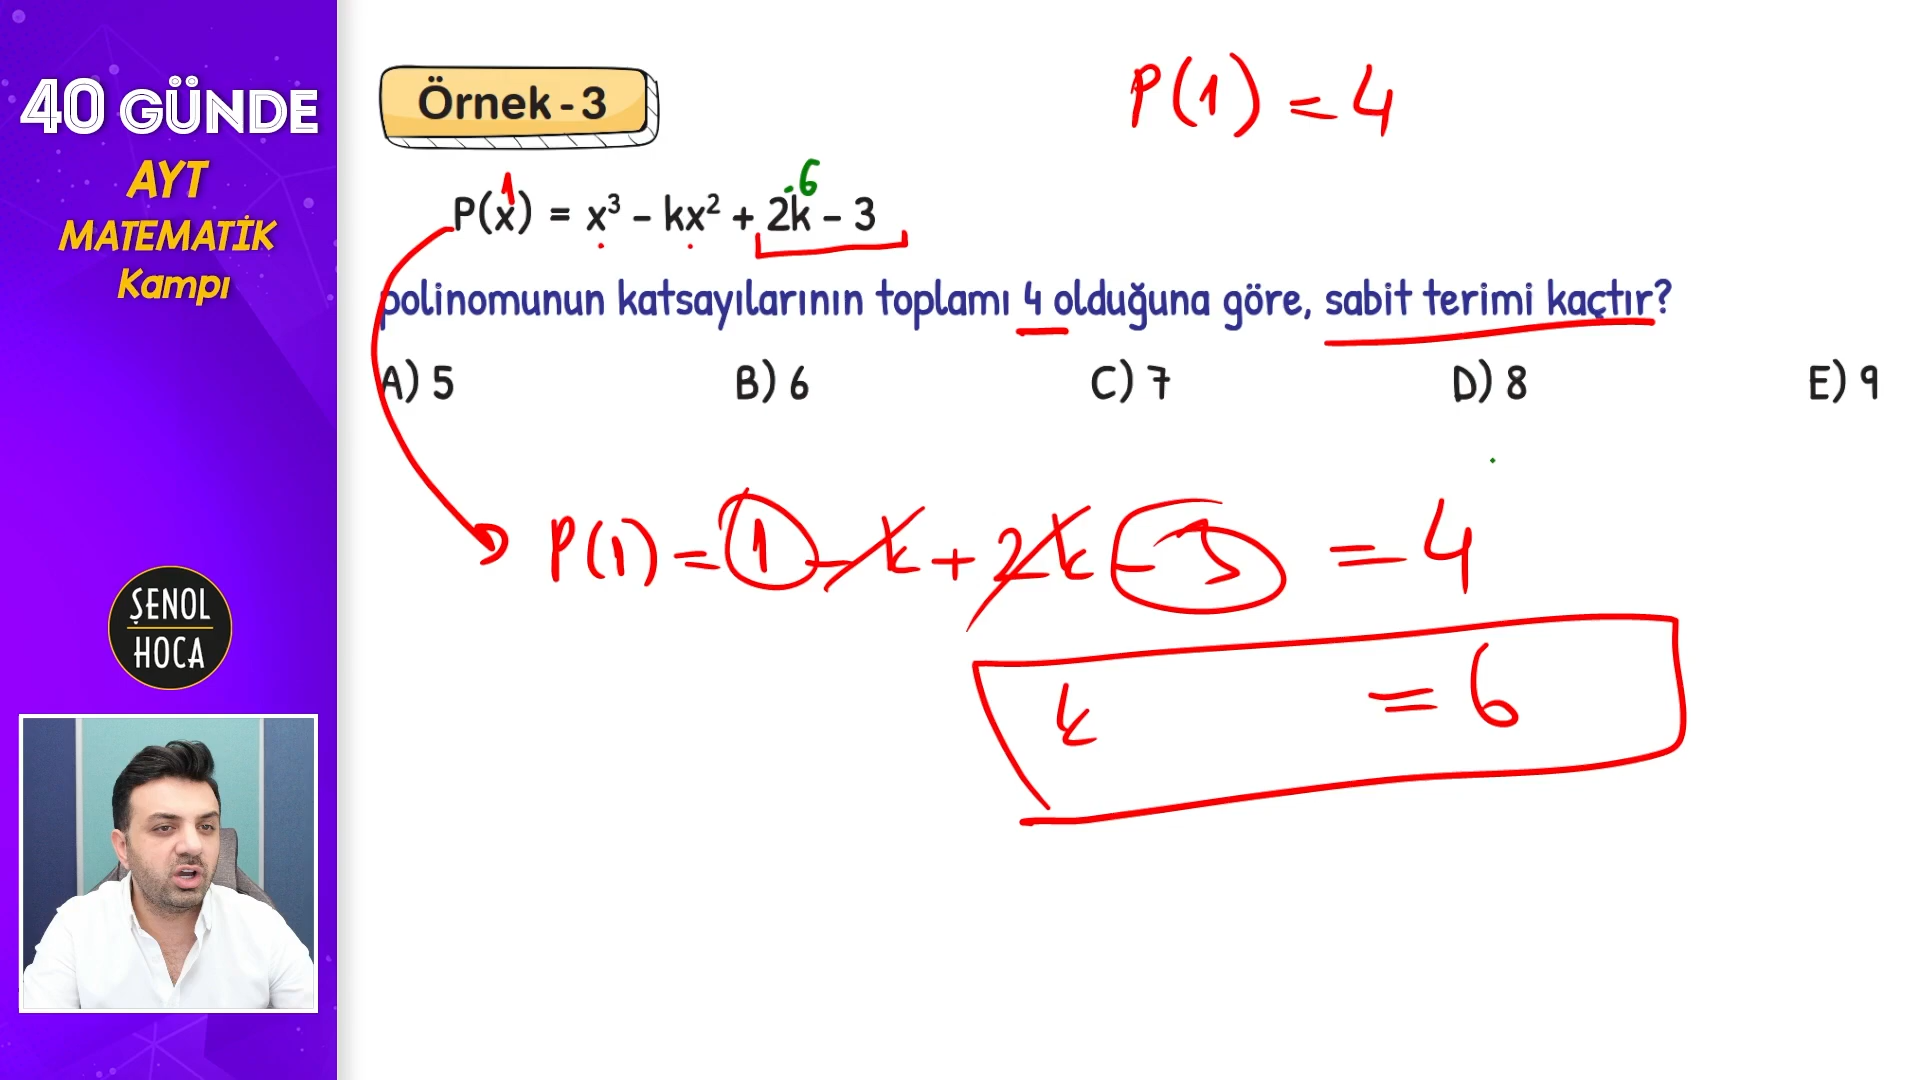 40 GÜNDE
AYT
MATEMATİK
Kampı
ŞENOL
HOCA
Örnek - 3
P(1) = 4
1
6
P(x) = x³ – kx² + 2k – 3
polinomunun katsayılarının toplamı 4 olduğuna göre, sabit terimi kaçtır?
A) 5 B) 6 C) 7 D) 8 E) 9
P(1) = 1 - k + 2k - 3 = 4
k = 6